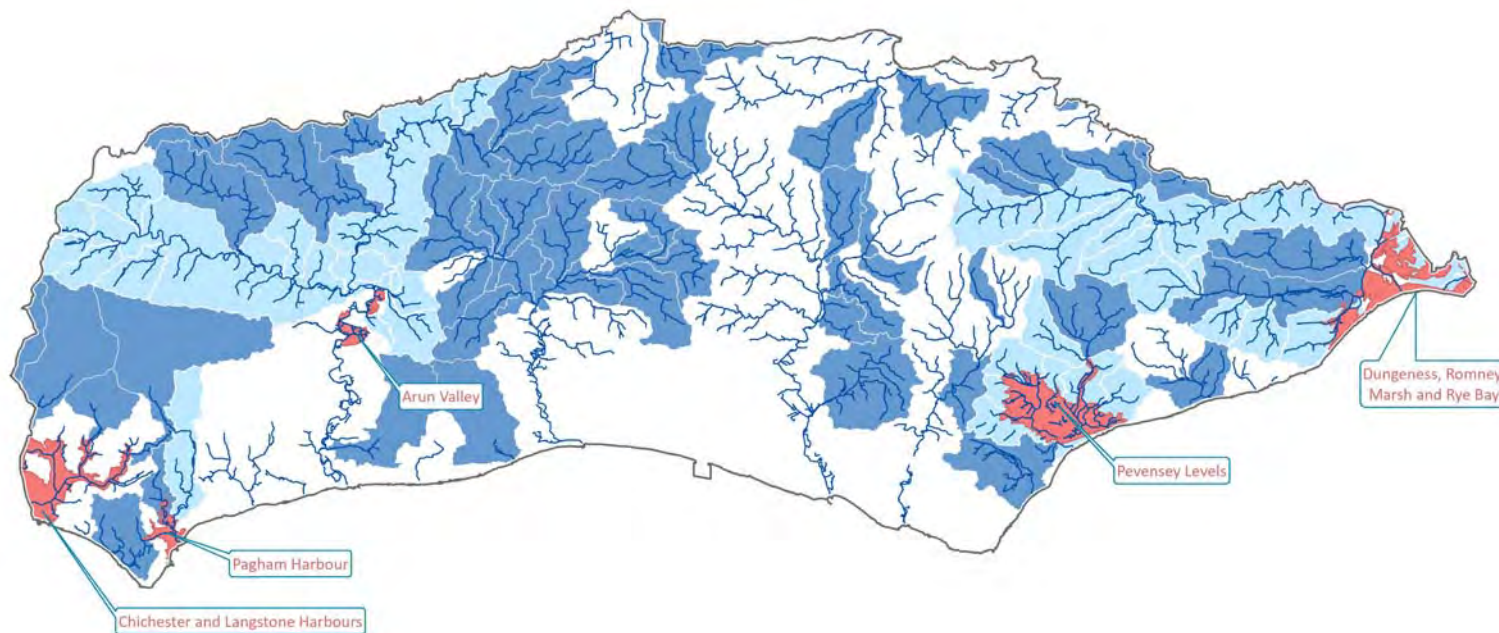 Arun Valley
Dungeness, Romney
Marsh and Rye Bay
Pevensey Levels
Pagham Harbour
Chichester and Langstone Harbours